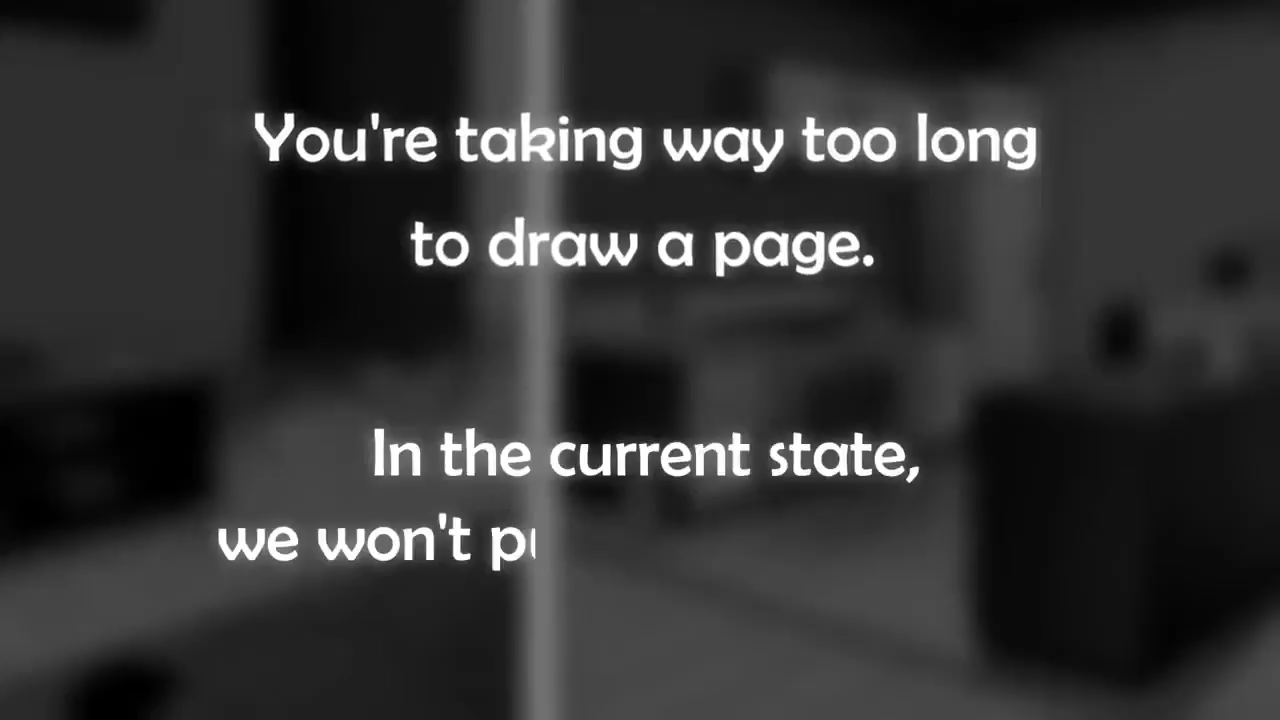 You're taking way too long
to draw a page.
In the current state,
we won't